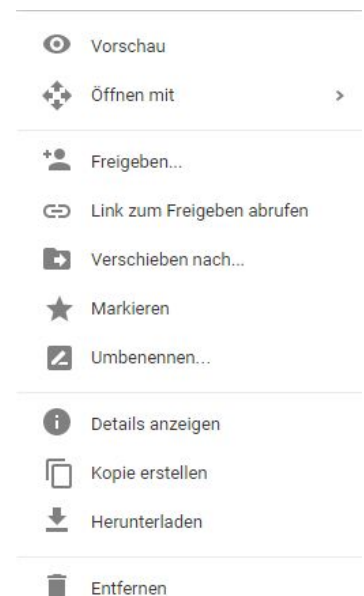 Vorschau
Öffnen mit
Freigeben...
Link zum Freigeben abrufen
Verschieben nach...
Markieren
Umbenennen...
Details anzeigen
Kopie erstellen
Herunterladen
Entfernen